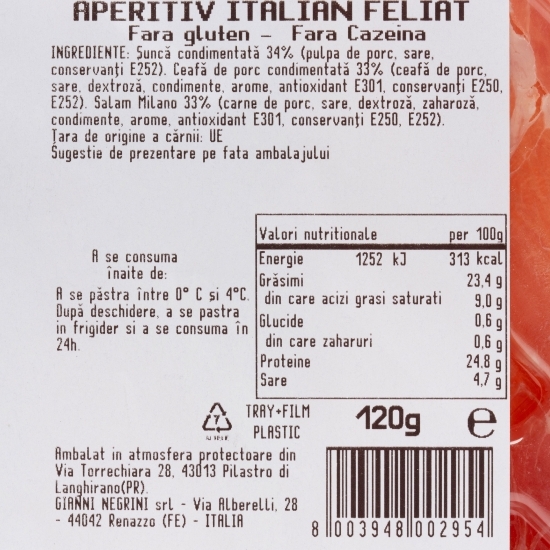 APERITIV ITALIAN FELIAT
Fara gluten – Fara Cazeina
INGREDIENTE: Șuncă condimentată 34% (pulpa de porc, sare,
conservanți E252). Ceafă de porc condimentată 33% (ceafă de porc,
sare, dextroză, condimente, arome, antioxidant E301, conservanți E250,
E252). Salam Milano 33% (carne de porc, sare, dextroză, zaharoză,
condimente, arome, antioxidant E301, conservanți E250, E252).
Țara de origine a cărnii: UE
Sugestie de prezentare pe fata ambalajului
A se consuma
înaite de:
A se păstra între 0° C și 4°C.
După deschidere, a se pastra
in frigider si a se consuma în
24h.
Valori nutritionale per 100g
Energie 1252 kJ 313 kcal
Grăsimi 23,4 g
din care acizi grasi saturati 9,0 g
Glucide 0,6 g
din care zaharuri 0,6 g
Proteine 24,8 g
Sare 4,7 g
7
TRAY+FILM
PLASTIC
120g e
Ambalat in atmosfera protectoare din
Via Torrechiara 28, 43013 Pilastro di
Langhirano(PR).
GIANNI NEGRINI srl - Via Alberelli, 28
- 44042 Renazzo (FE) - ITALIA
8 003948 002954